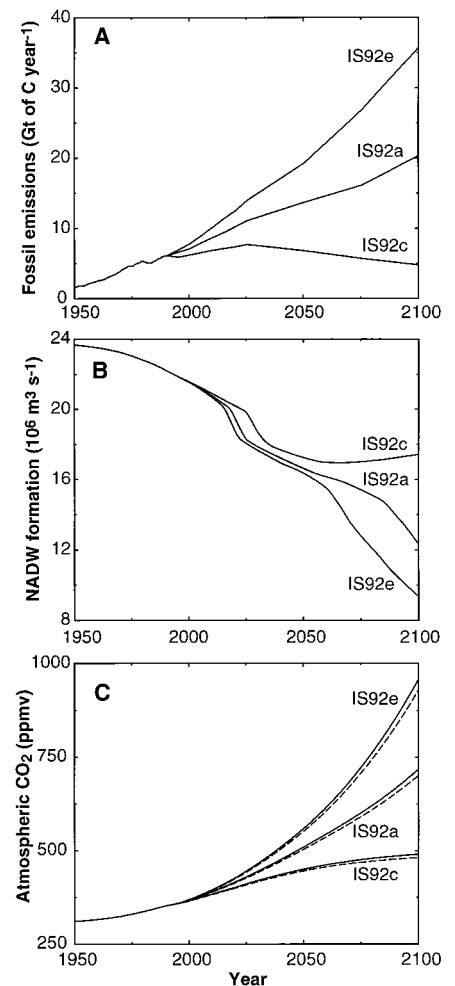 A
Fossil emissions (Gt of C year-1)
40
30
20
10
0
1950
2000
2050
2100
IS92e
IS92a
IS92c
B
NADW formation (10⁶ m³ s⁻¹)
24
20
16
12
8
1950
2000
2050
2100
IS92c
IS92a
IS92e
C
Atmospheric CO₂ (ppmv)
1000
750
500
250
1950
2000
2050
2100
IS92e
IS92a
IS92c
Year